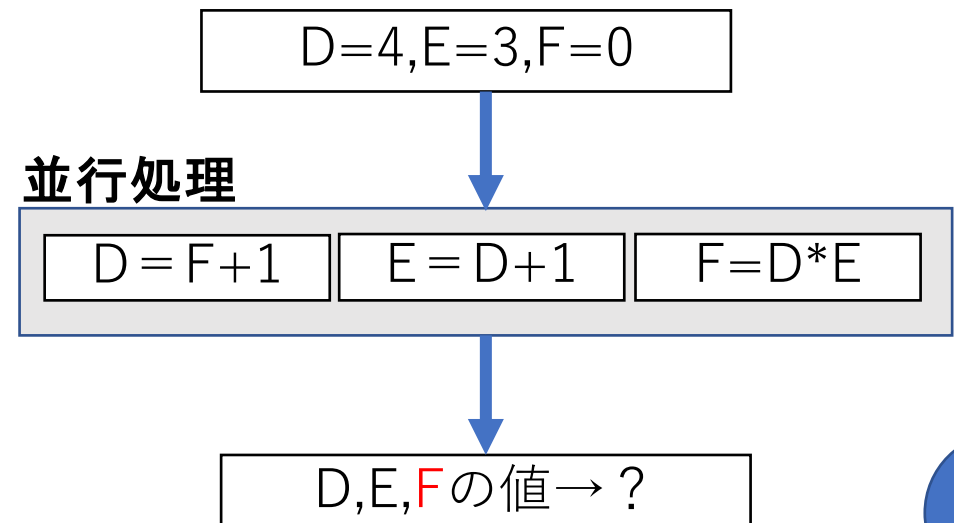 D=4,E=3,F=0
並行処理
D＝F+1
E＝D+1
F=D*E
D,E,Fの値→？